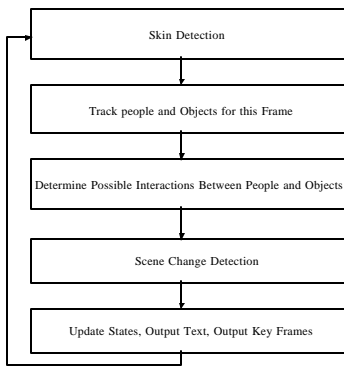 Skin Detection
Track people and Objects for this Frame
Determine Possible Interactions Between People and Objects
Scene Change Detection
Update States, Output Text, Output Key Frames